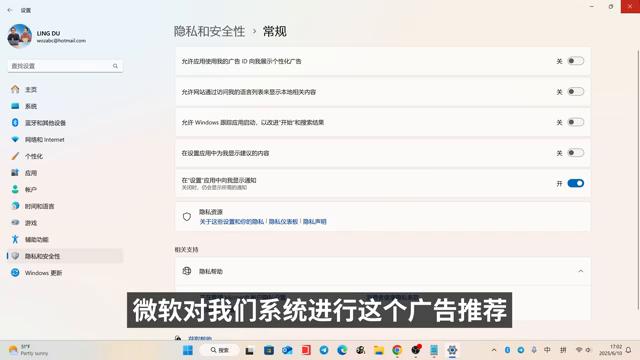 设置
LING DU
wszabc@hotmail.com
查找设置
主页
系统
蓝牙和其他设备
网络和 Internet
个性化
应用
帐户
时间和语言
游戏
辅助功能
隐私和安全性
Windows 更新
隐私和安全性 › 常规
允许应用使用我的广告 ID 向我展示个性化广告 关
允许网站通过访问我的语言列表来显示本地相关内容 关
允许 Windows 跟踪应用启动，以改进"开始"和搜索结果 关
在设置应用中为我显示建议的内容 关
在"设置"应用中向我显示通知 开
关闭时，仍会显示所需的通知
隐私资源
关于这些设置和你的隐私 | 隐私仪表板 | 隐私声明
相关支持
隐私帮助
微软对我们系统进行这个广告推荐
获取帮助
51°F
Partly sunny
搜索
中 拼
17:02
2025/6/10